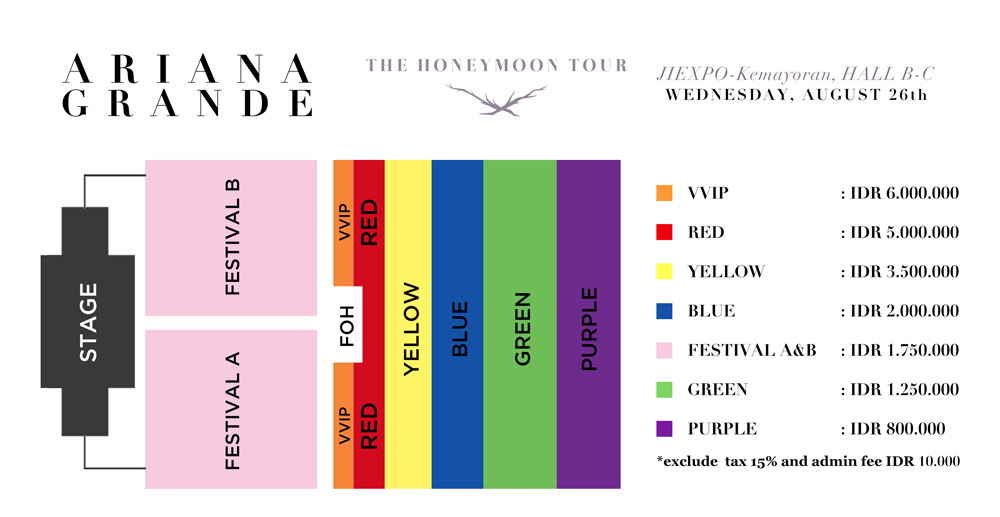 ARIANA
GRANDE
THE HONEYMOON TOUR
JIEXPO-Kemayoran, HALL B-C
WEDNESDAY, AUGUST 26th
STAGE
FESTIVAL B
FESTIVAL A
VVIP
RED
FOH
VVIP
RED
YELLOW
BLUE
GREEN
PURPLE
VVIP : IDR 6.000.000
RED : IDR 5.000.000
YELLOW : IDR 3.500.000
BLUE : IDR 2.000.000
FESTIVAL A&B : IDR 1.750.000
GREEN : IDR 1.250.000
PURPLE : IDR 800.000
*exclude tax 15% and admin fee IDR 10.000